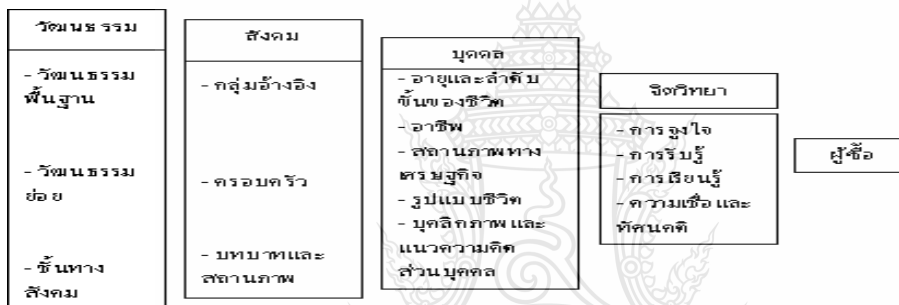 วัฒนธรรม
- วัฒนธรรม
พื้นฐาน
- วัฒนธรรม
ย่อย
- ชั้นทาง
สังคม
สังคม
- กลุ่มอ้างอิง
- ครอบครัว
- บทบาทและ
สถานภาพ
บุคคล
- อายุและลำดับ
ขั้นของชีวิต
- อาชีพ
- สถานภาพทาง
เศรษฐกิจ
- รูปแบบชีวิต
- บุคลิกภาพและ
แนวความคิด
ส่วนบุคคล
จิตวิทยา
- การจูงใจ
- การรับรู้
- การเรียนรู้
- ความเชื่อและ
ทัศนคติ
ผู้ซื้อ